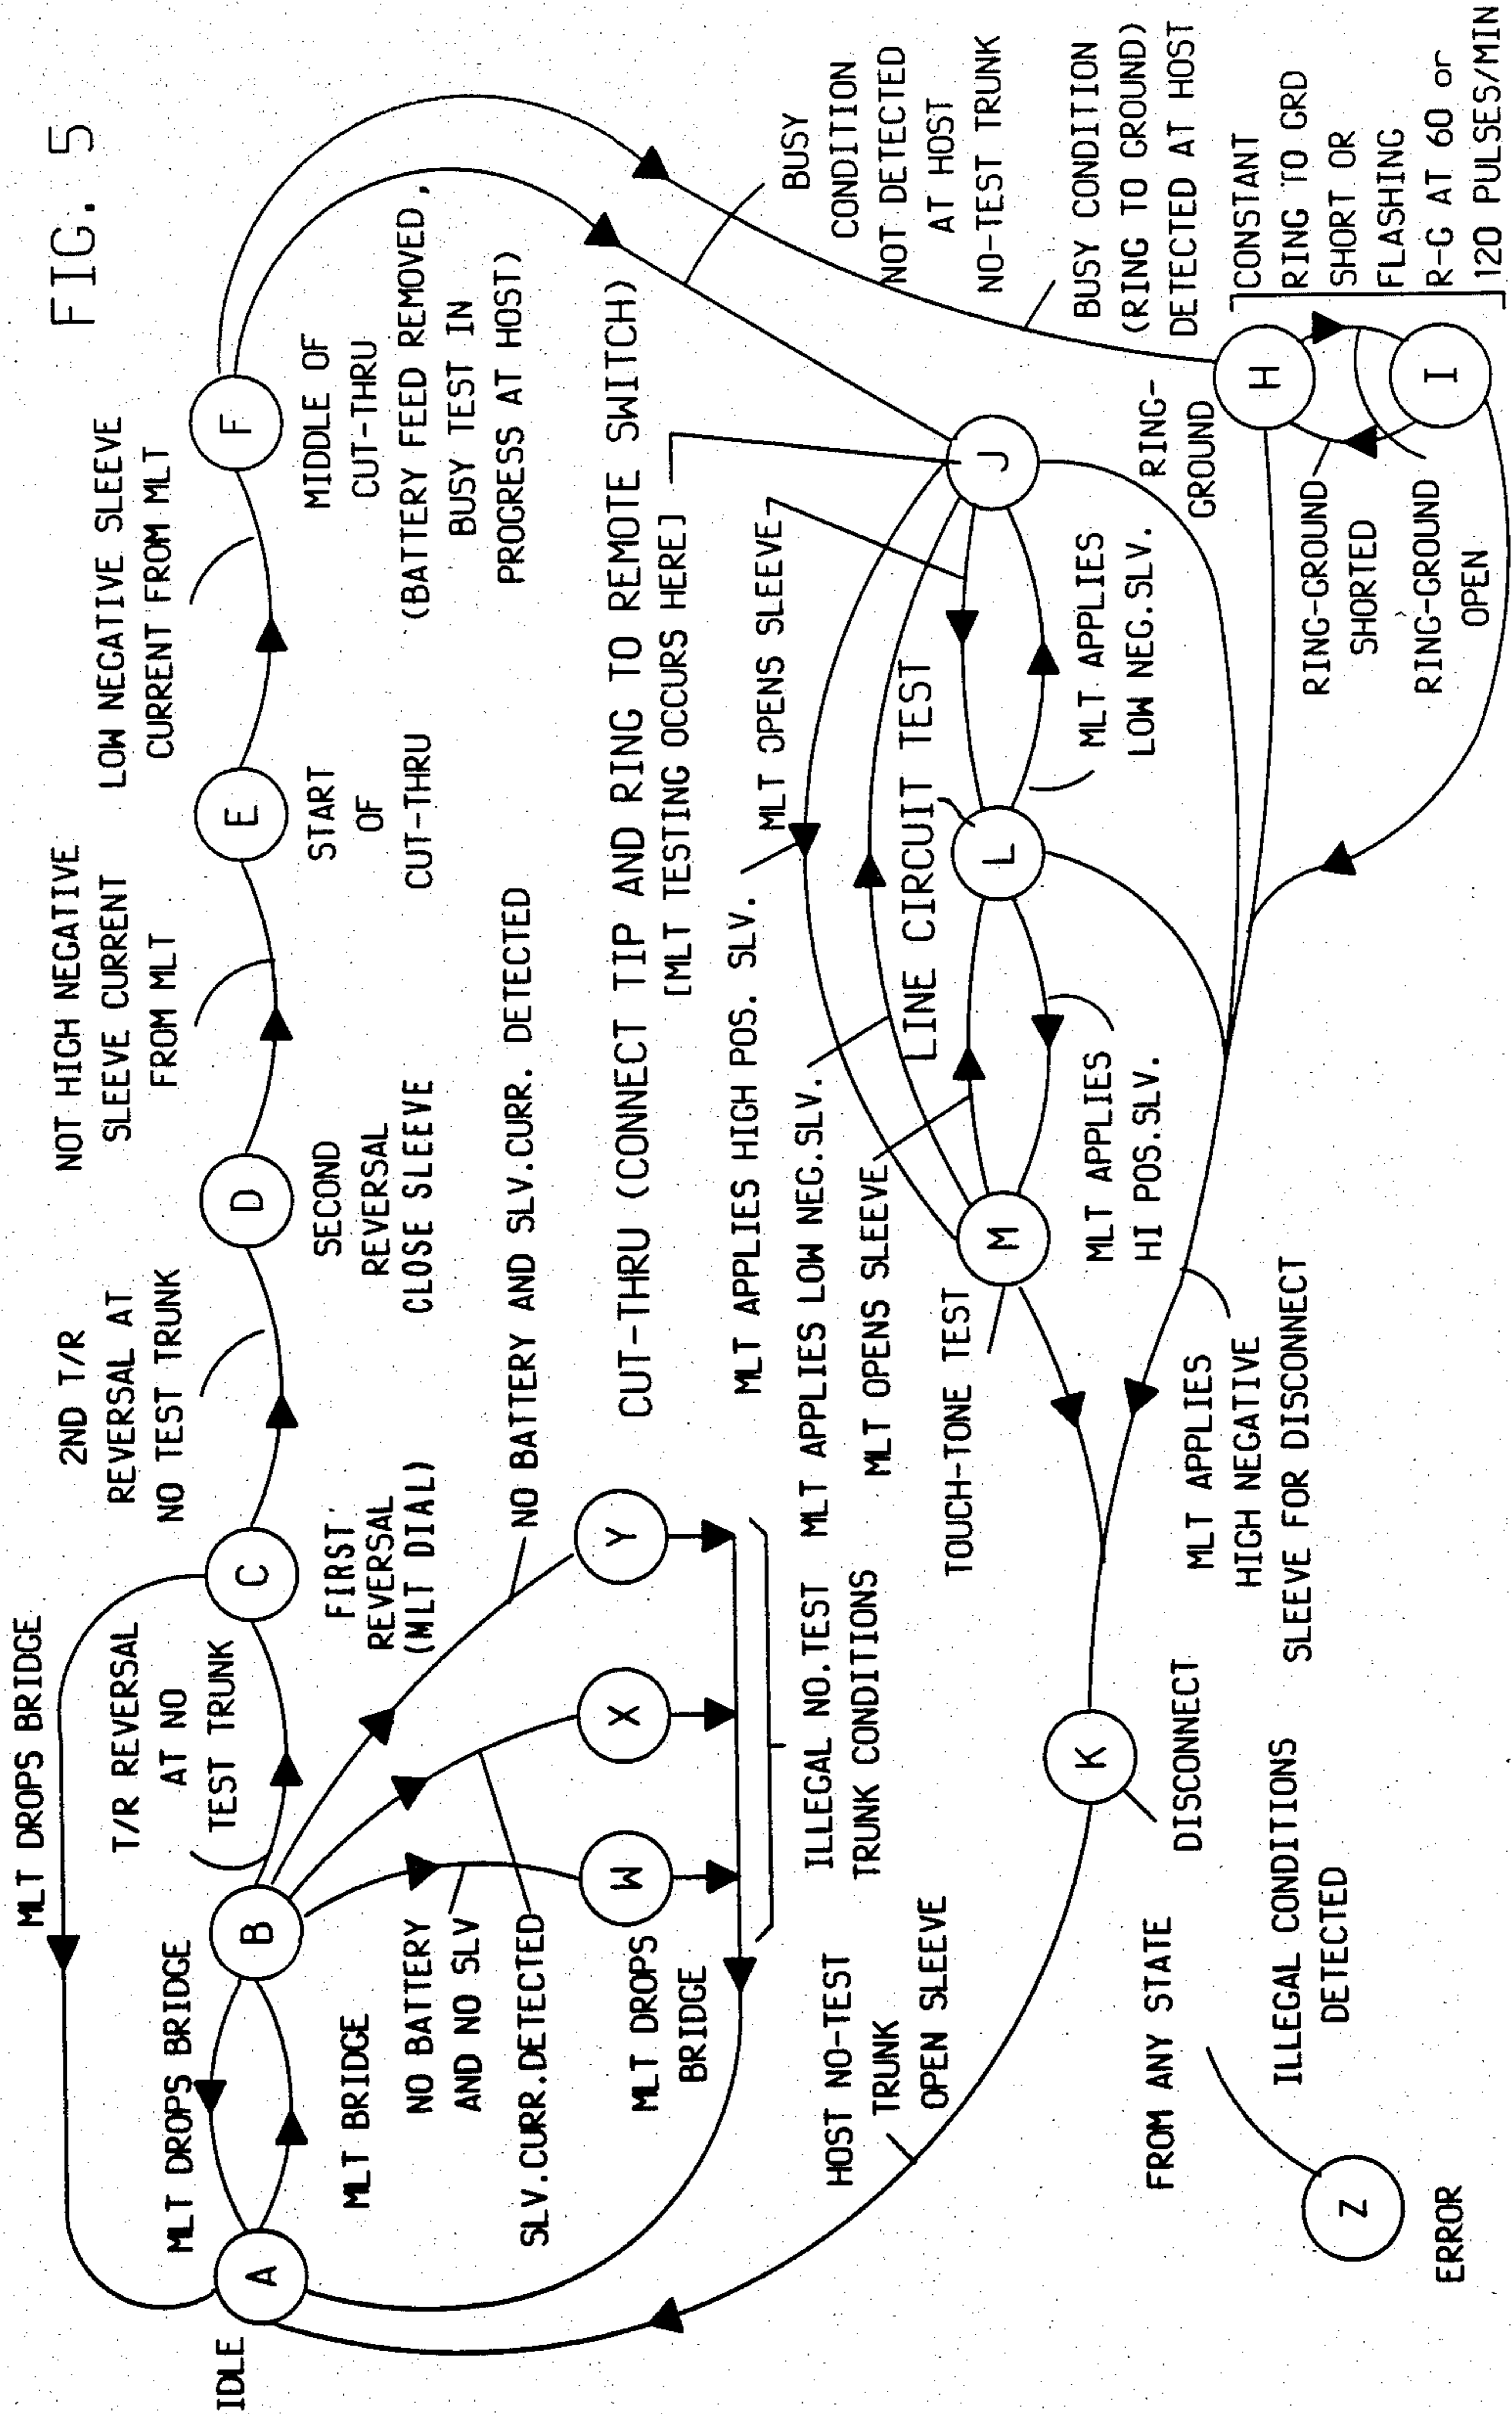 FIG. 5
MLT DROPS BRIDGE
2ND T/R
REVERSAL AT
NO TEST TRUNK
NOT HIGH NEGATIVE
SLEEVE CURRENT
FROM MLT
LOW NEGATIVE SLEEVE
CURRENT FROM MLT
MLT DROPS BRIDGE
T/R REVERSAL
AT NO
TEST TRUNK
IDLE
A
B
C
D
E
F
MLT BRIDGE
FIRST
REVERSAL
(MLT DIAL)
SECOND
REVERSAL
CLOSE SLEEVE
START
OF
CUT-THRU
MIDDLE OF
CUT-THRU
(BATTERY FEED REMOVED,
BUSY TEST IN
PROGRESS AT HOST)
NO BATTERY
AND NO SLV
SLV.CURR.DETECTED
NO BATTERY AND SLV.CURR. DETECTED
W
X
Y
MLT DROPS
BRIDGE
ILLEGAL NO.TEST
TRUNK CONDITIONS
CUT-THRU (CONNECT TIP AND RING TO REMOTE SWITCH)
[MLT TESTING OCCURS HERE]
MLT APPLIES HIGH POS. SLV.
MLT OPENS SLEEVE
MLT APPLIES LOW NEG.SLV.
MLT OPENS SLEEVE
LINE CIRCUIT TEST
TOUCH-TONE TEST
M
L
J
MLT APPLIES
HI POS.SLV.
MLT APPLIES
LOW NEG.SLV.
BUSY
CONDITION
NOT DETECTED
AT HOST
NO-TEST TRUNK
BUSY CONDITION
(RING TO GROUND)
DETECTED AT HOST
RING-
GROUND
H
I
CONSTANT
RING TO GRD
SHORT OR
FLASHING
R-G AT 60 or
120 PULSES/MIN
RING-GROUND
SHORTED
RING-GROUND
OPEN
MLT APPLIES
HIGH NEGATIVE
SLEEVE FOR DISCONNECT
HOST NO-TEST
TRUNK
OPEN SLEEVE
K
DISCONNECT
FROM ANY STATE
ILLEGAL CONDITIONS
DETECTED
Z
ERROR